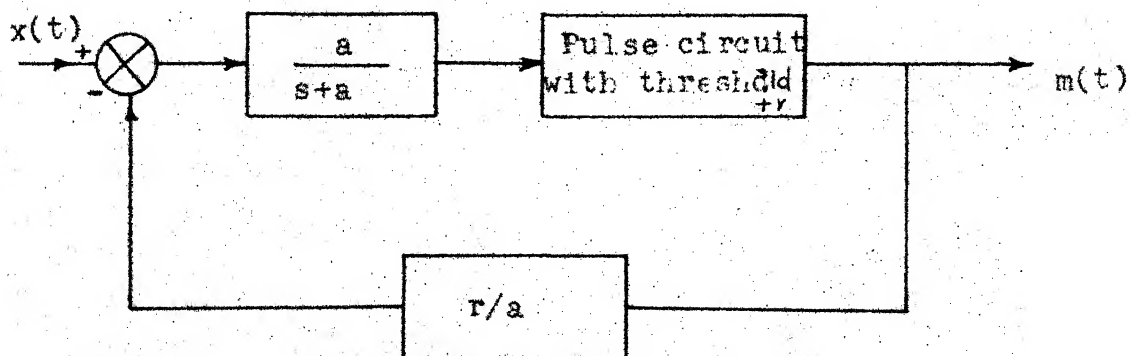 x(t)
+
-
a
s+a
Pulse circuit
with threshold
+r
m(t)
r/a